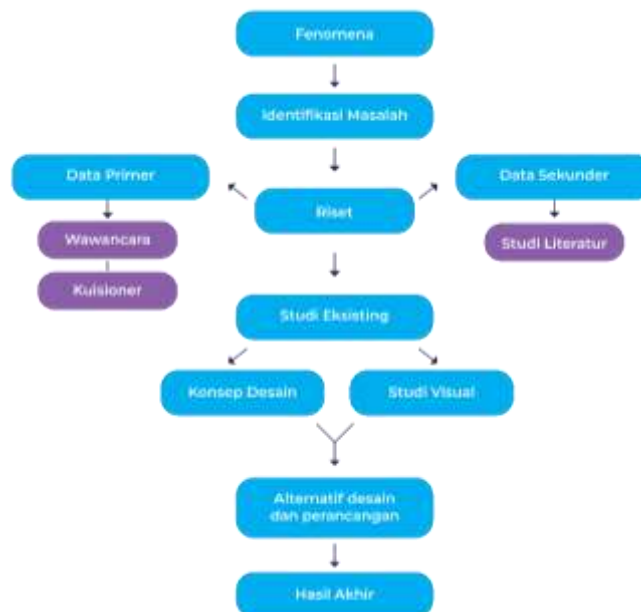 Fenomena
Identifikasi Masalah
Data Primer
Data Sekunder
Riset
Wawancara
Studi Literatur
Kuisioner
Studi Eksisting
Konsep Desain
Studi Visual
Alternatif desain
dan perancangan
Hasil Akhir